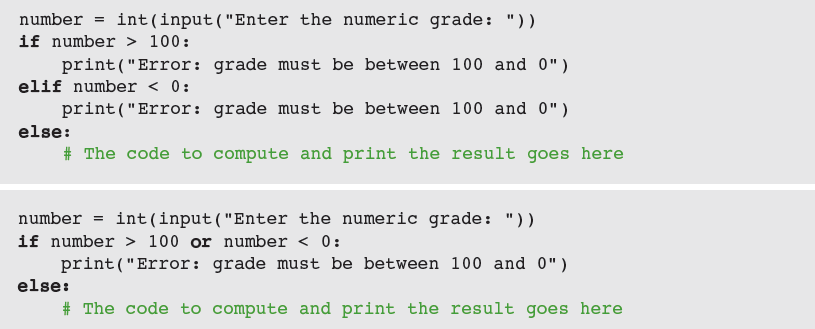 number = int(input("Enter the numeric grade: "))
if number > 100:
    print("Error: grade must be between 100 and 0")
elif number < 0:
    print("Error: grade must be between 100 and 0")
else:
    # The code to compute and print the result goes here
number = int(input("Enter the numeric grade: "))
if number > 100 or number < 0:
    print("Error: grade must be between 100 and 0")
else:
    # The code to compute and print the result goes here